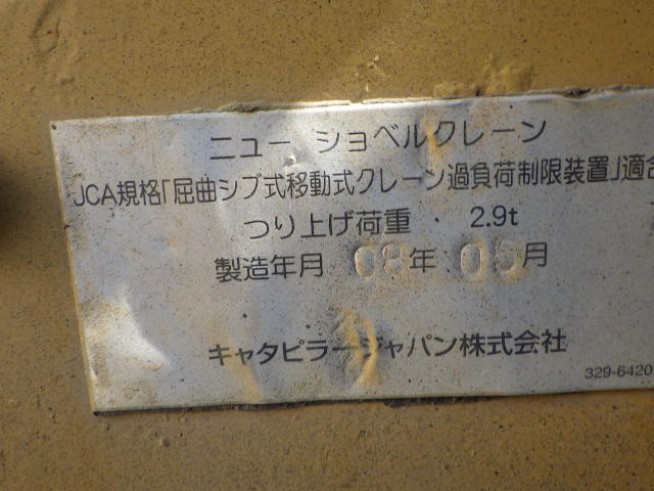 ニュー ショベルクレーン
JCA規格「屈曲ジブ式移動式クレーン過負荷制限装置」適合
つり上げ荷重 2.9t
製造年月 08年 05月
キャタピラージャパン株式会社
329-6420